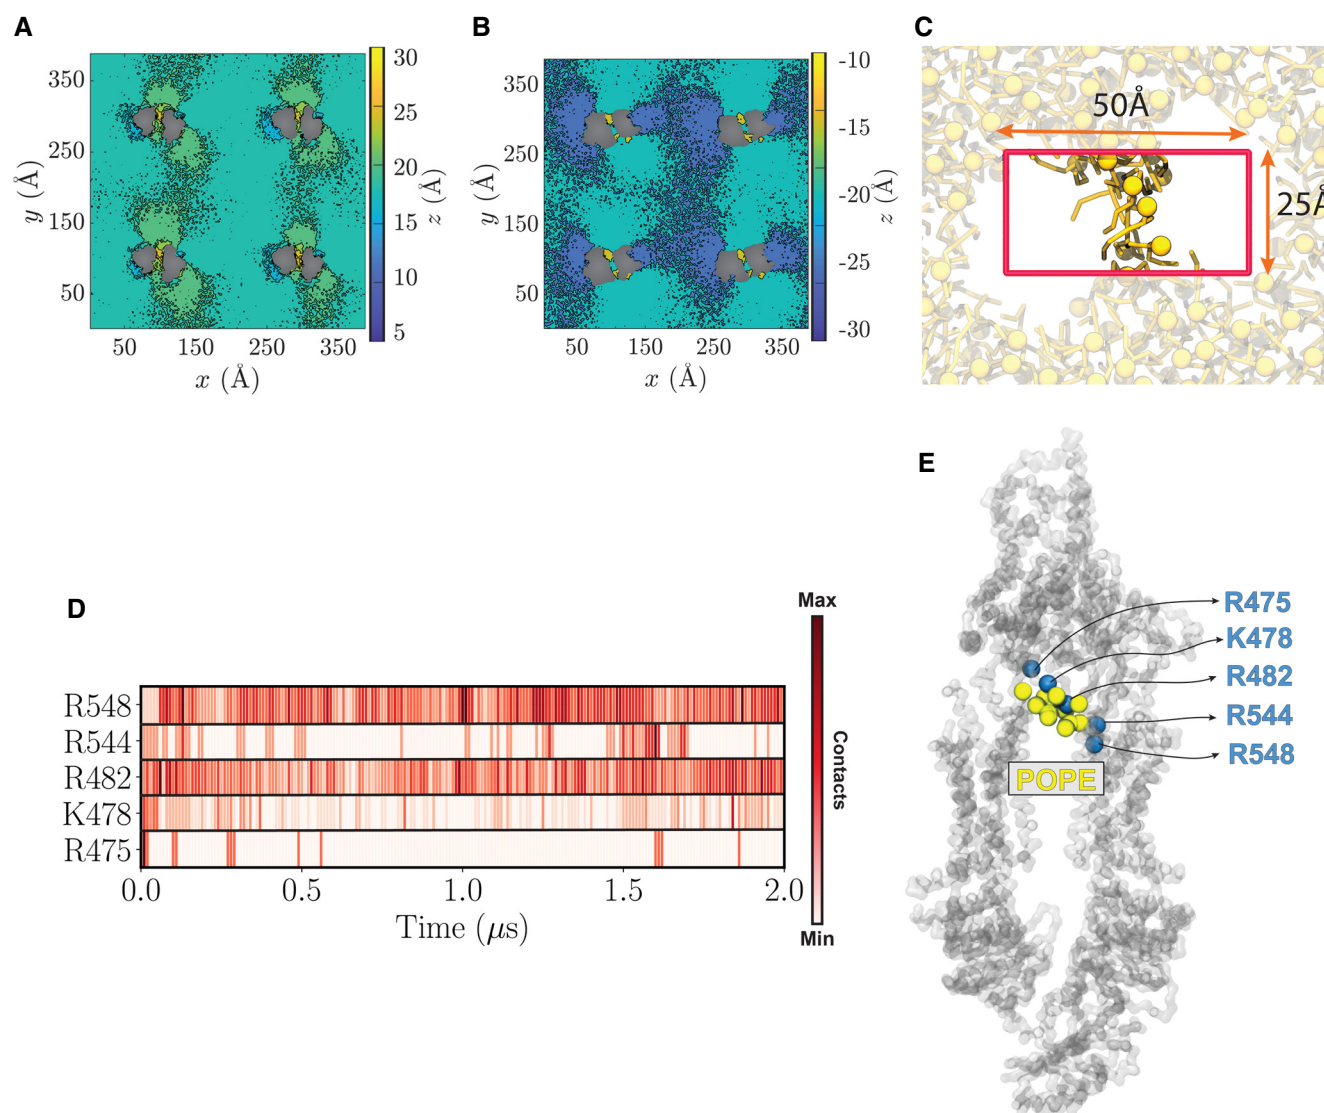 A
350
250
150
50
y (Å)
50 150 250 350
x (Å)
30
25
20
15
10
5
z (Å)
B
350
250
150
50
y (Å)
50 150 250 350
x (Å)
-10
-15
-20
-25
-30
z (Å)
C
50Å
25Å
D
R548
R544
R482
K478
R475
0.0 0.5 1.0 1.5 2.0
Time (μs)
Max
Contacts
Min
E
R475
K478
R482
R544
R548
POPE